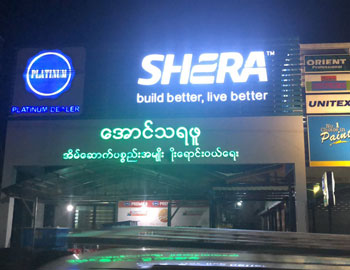 PLATINUM
PLATINUM DEALER
SHERA™
build better, live better
ORIENT
UNITEX
Paint
အောင်သရဖူ
အိမ်ဆောက်ပစ္စည်းအမျိုးမျိုးရောင်းဝယ်ရေး